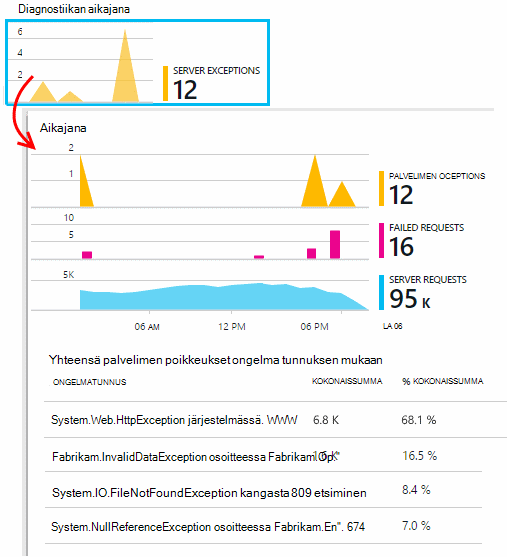 Diagnostiikan aikajana
6
4
2
SERVER EXCEPTIONS
12
Aikajana
2
1
PALVELIMEN OCEPTIONS
12
10
5
FAILED REQUESTS
16
5K
SERVER REQUESTS
95 K
06 AM 12 PM 06 PM LA 06
Yhteensä palvelimen poikkeukset ongelma tunnuksen mukaan
ONGELMATUNNUS KOKONAISSUMMA % KOKONAISSUMMA
System.Web.HttpException järjestelmässä. WWW 6.8 K 68.1 %
Fabrikam.InvalidDataException osoitteessa Fabrikam.Op." 16.5 %
System.IO.FileNotFoundException kangasta 809 etsiminen 8.4 %
System.NullReferenceException osoitteessa Fabrikam.En". 674 7.0 %